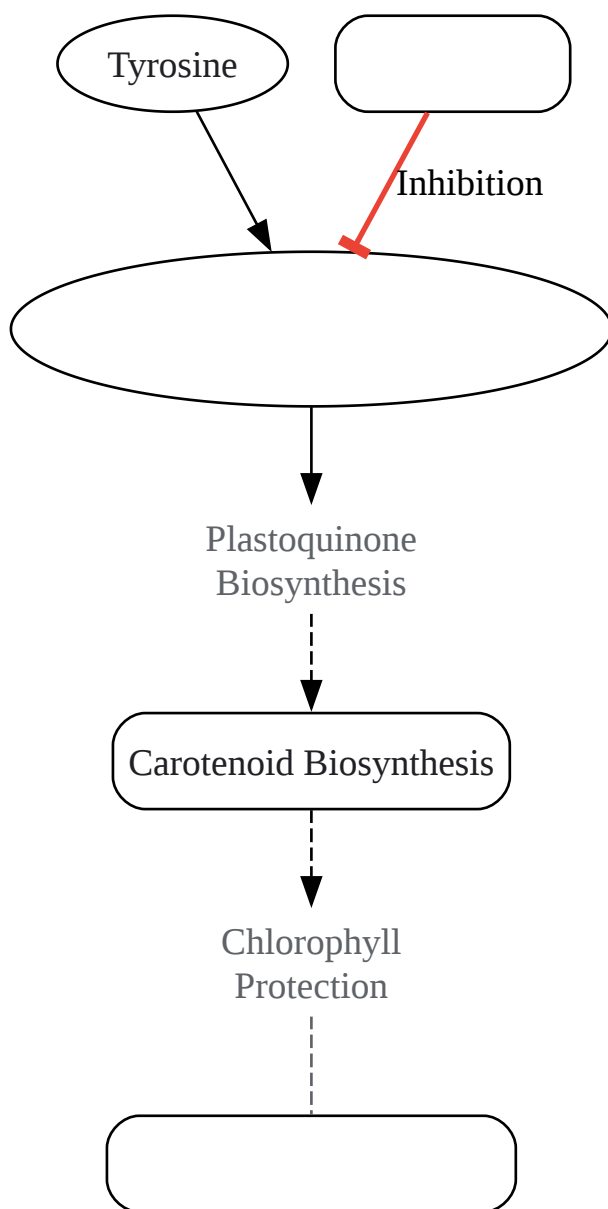 Tyrosine
Inhibition
Plastoquinone
Biosynthesis
Carotenoid Biosynthesis
Chlorophyll
Protection